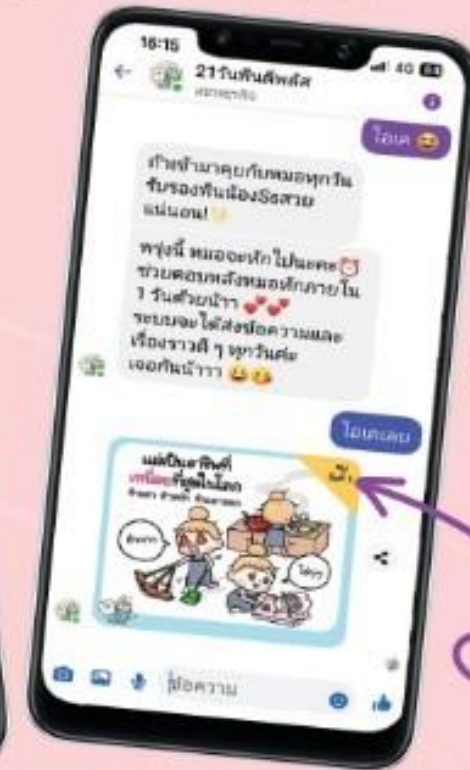 16:15
4G
21วันฟันดีพลัส
โอเค 😄
ถ้าเข้ามาคุยกับหมอทุกวัน
รับรองฟันน้องSsสวย
แน่นอน!✨
พรุ่งนี้ หมอจะทักไปนะคะ⏰
ช่วยตอบหลังหมอทักภายใน
1 วันด้วยน้าา 💕💕
ระบบจะได้ส่งข้อความและ
เรื่องราวดี ๆ ทุกวันค่ะ
เจอกันน้าาา 😀😘
โอเคเลย
แม่เป็นอาชีพที่
เหนื่อยที่สุดในโลก
ข้อความ